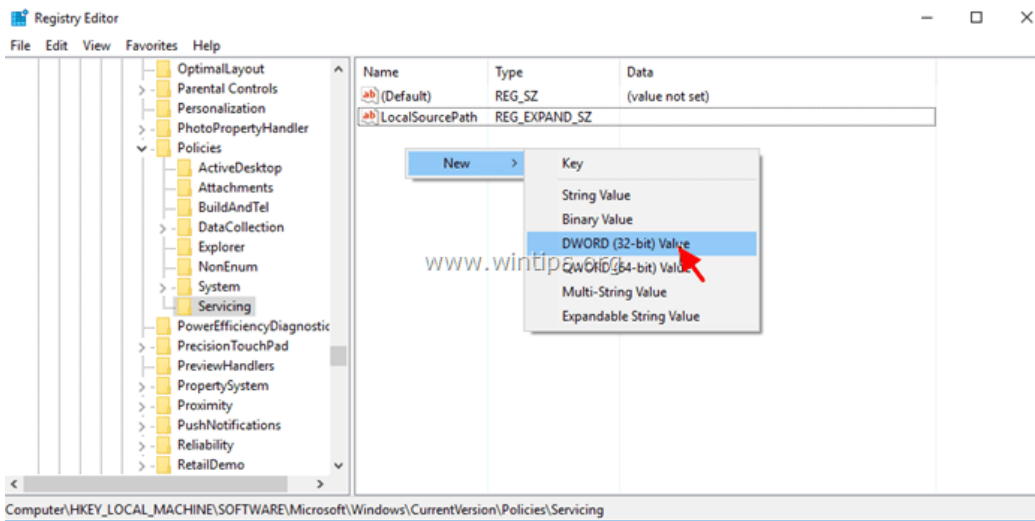 Registry Editor
File Edit View Favorites Help
OptimalLayout
Parental Controls
Personalization
PhotoPropertyHandler
Policies
ActiveDesktop
Attachments
BuildAndTel
DataCollection
Explorer
NonEnum
System
Servicing
PowerEfficiencyDiagnostic
PrecisionTouchPad
PreviewHandlers
PropertySystem
Proximity
PushNotifications
Reliability
RetailDemo
Name Type Data
(Default) REG_SZ (value not set)
LocalSourcePath REG_EXPAND_SZ
New
Key
String Value
Binary Value
DWORD (32-bit) Value
QWORD (64-bit) Value
Multi-String Value
Expandable String Value
www.wintips.org
Computer\HKEY_LOCAL_MACHINE\SOFTWARE\Microsoft\Windows\CurrentVersion\Policies\Servicing